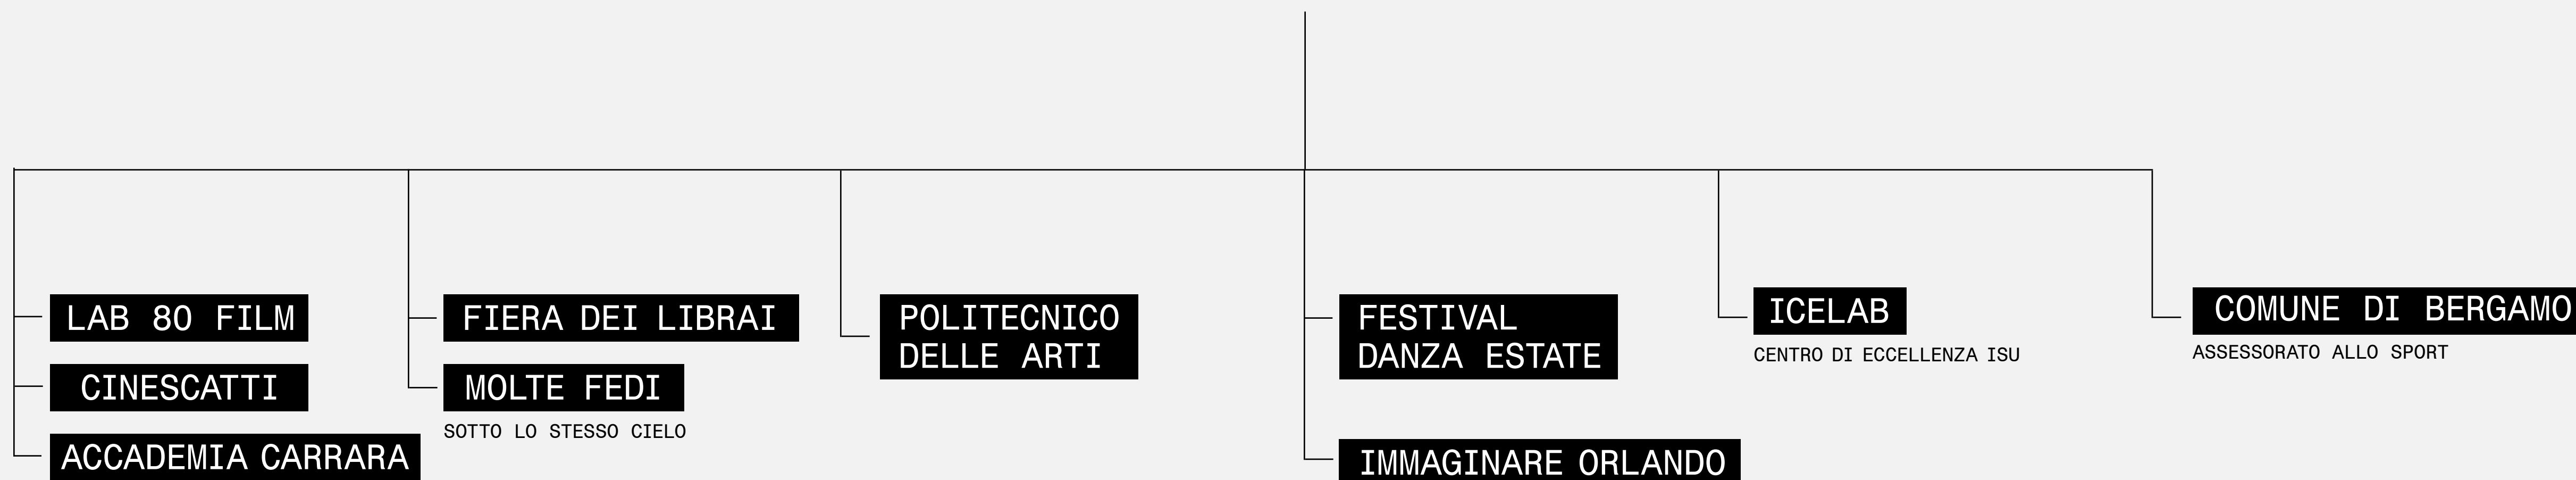 LAB 80 FILM
CINESCATTI
ACCADEMIA CARRARA
FIERA DEI LIBRAI
MOLTE FEDI
SOTTO LO STESSO CIELO
POLITECNICO
DELLE ARTI
FESTIVAL
DANZA ESTATE
IMMAGINARE ORLANDO
ICELAB
CENTRO DI ECCELLENZA ISU
COMUNE DI BERGAMO
ASSESSORATO ALLO SPORT